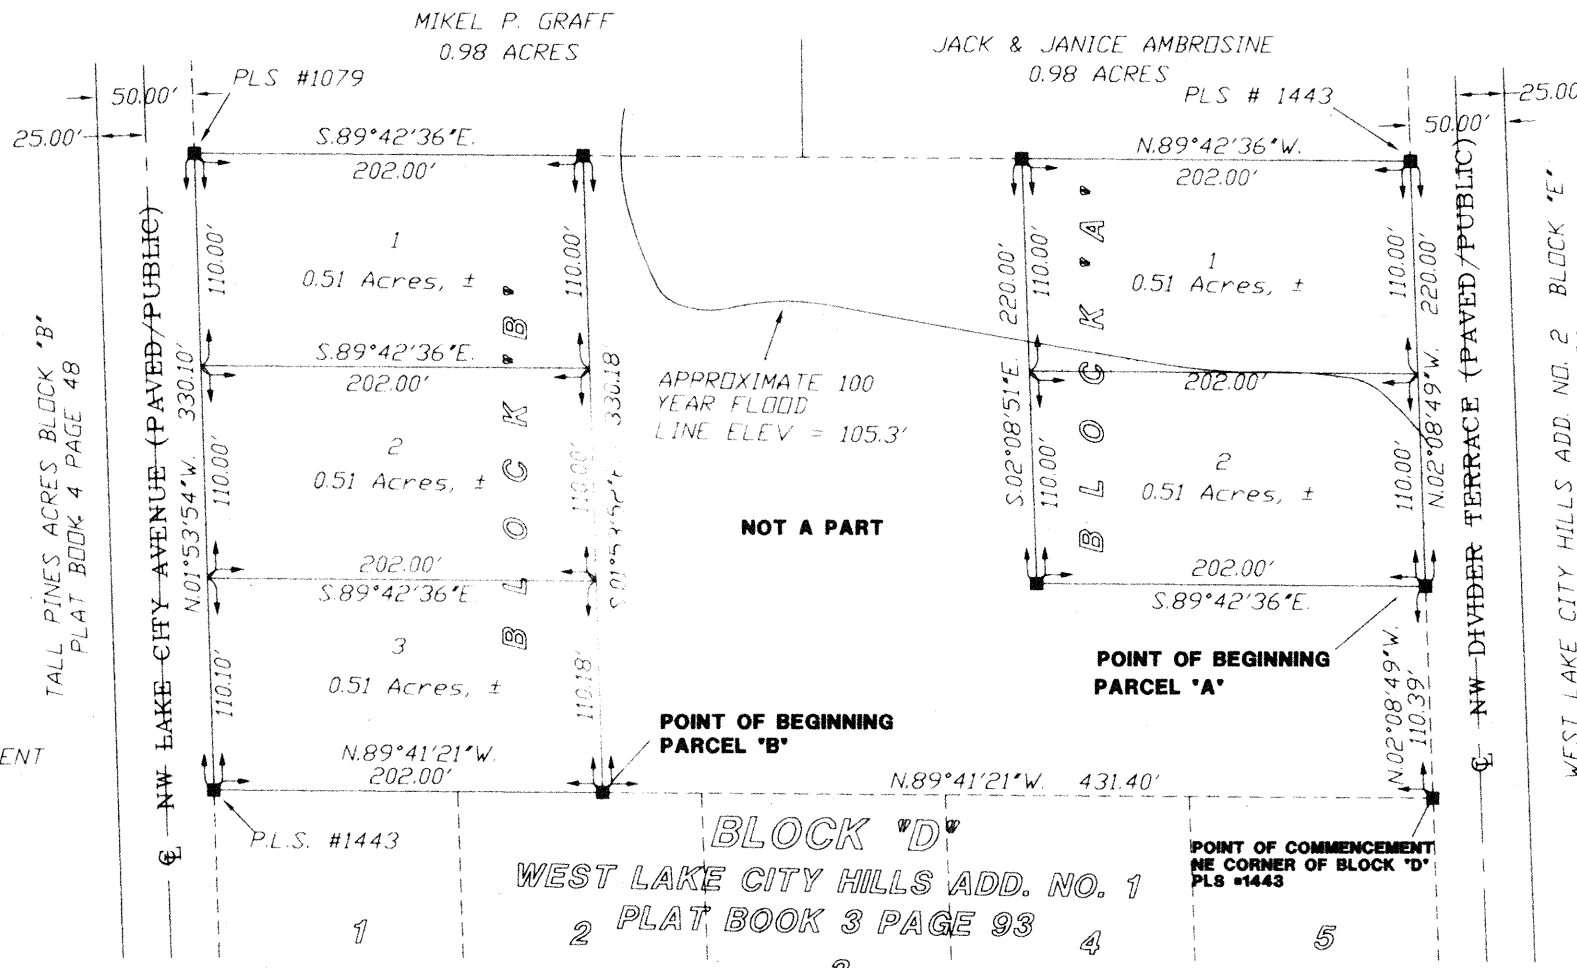 MIKEL P. GRAFF
0.98 ACRES
JACK & JANICE AMBROSINE
0.98 ACRES
PLS #1079
PLS # 1443
50.00'
25.00'
25.00'
50.00'
S.89°42'36"E.
202.00'
N.89°42'36"W.
202.00'
110.00'
1
0.51 Acres, ±
110.00'
220.00'
110.00'
1
0.51 Acres, ±
110.00'
220.00'
S.89°42'36"E.
202.00'
330.10'
330.18'
202.00'
APPROXIMATE 100
YEAR FLOOD
LINE ELEV = 105.3'
N.01°53'54"W.
110.00'
2
0.51 Acres, ±
110.00'
S.02°08'51"E.
110.00'
2
0.51 Acres, ±
110.00'
N.02°08'49"W.
BLOCK "B"
BLOCK "A"
NOT A PART
202.00'
S.89°42'36"E.
202.00'
S.89°42'36"E.
110.10'
3
0.51 Acres, ±
110.18'
N.89°41'21"W.
202.00'
POINT OF BEGINNING
PARCEL "A"
POINT OF BEGINNING
PARCEL "B"
N.02°08'49"W.
110.39'
N.89°41'21"W. 431.40'
P.L.S. #1443
POINT OF COMMENCEMENT
NE CORNER OF BLOCK "D"
PLS #1443
BLOCK "D"
WEST LAKE CITY HILLS ADD. NO. 1
PLAT BOOK 3 PAGE 93
1
2
4
5
TALL PINES ACRES BLOCK "B"
PLAT BOOK 4 PAGE 48
℄ NW LAKE CITY AVENUE (PAVED/PUBLIC)
℄ NW DIVIDER TERRACE (PAVED/PUBLIC)
WEST LAKE CITY HILLS ADD. NO. 2 BLOCK "E"
ENT